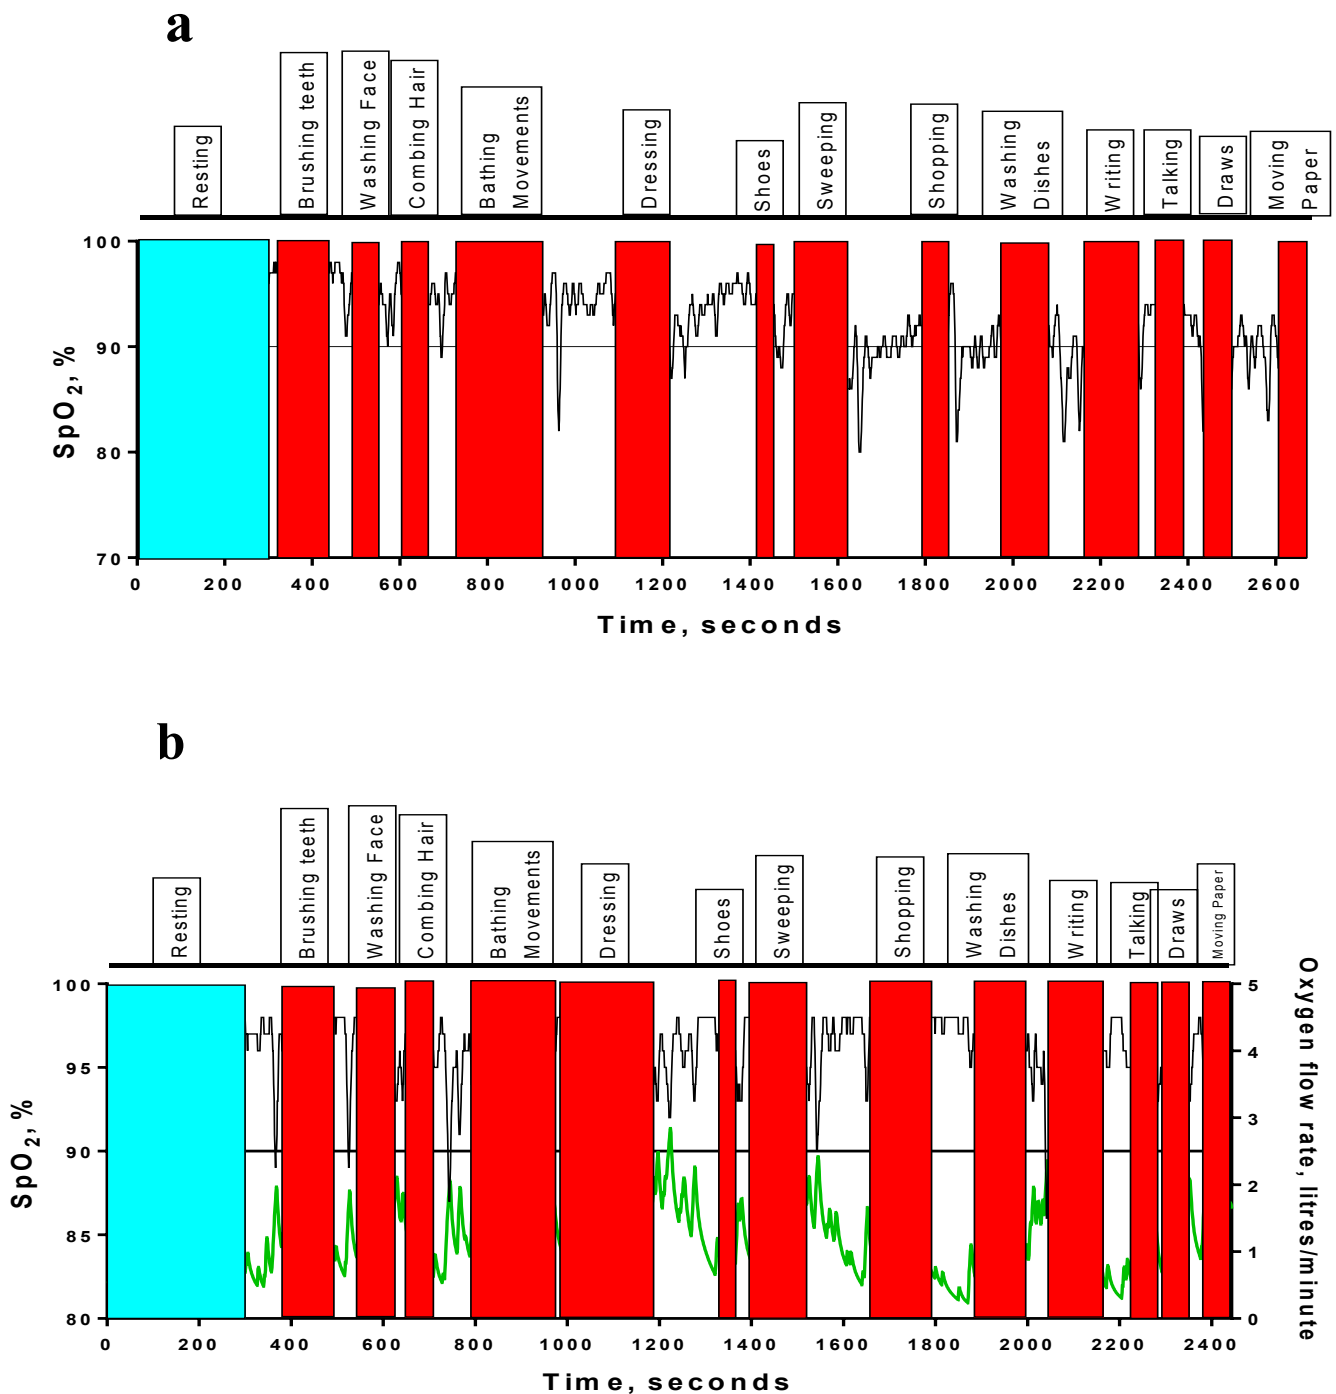 a
Resting
Brushing teeth
Washing Face
Combing Hair
Bathing
Movements
Dressing
Shoes
Sweeping
Shopping
Washing
Dishes
Writing
Talking
Draws
Moving
Paper
100
90
80
70
SpO2, %
0 200 400 600 800 1000 1200 1400 1600 1800 2000 2200 2400 2600
Time, seconds
b
Resting
Brushing teeth
Washing Face
Combing Hair
Bathing
Movements
Dressing
Shoes
Sweeping
Shopping
Washing
Dishes
Writing
Talking
Draws
Moving Paper
100
95
90
85
80
SpO2, %
5
4
3
2
1
0
Oxygen flow rate, litres/minute
0 200 400 600 800 1000 1200 1400 1600 1800 2000 2200 2400
Time, seconds